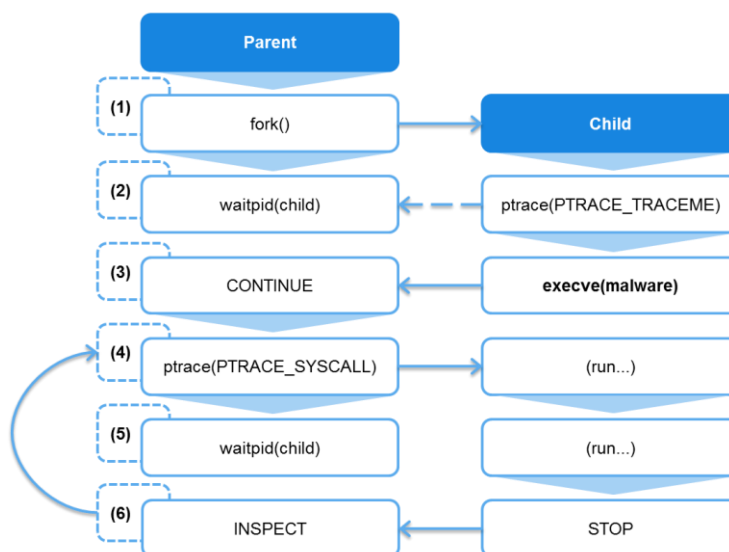 Parent
(1)
fork()
Child
(2)
waitpid(child)
ptrace(PTRACE_TRACEME)
(3)
CONTINUE
execve(malware)
(4)
ptrace(PTRACE_SYSCALL)
(run...)
(5)
waitpid(child)
(run...)
(6)
INSPECT
STOP